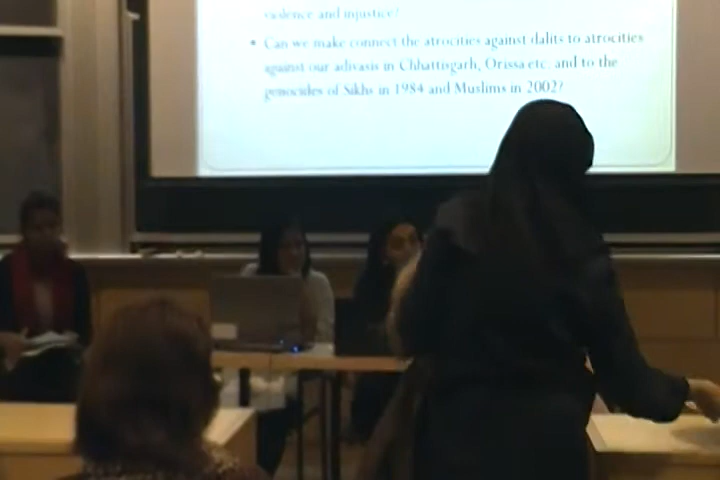 violence and injustice?
* Can we make connect the atrocities against dalits to atrocities
against our adivasis in Chhattisgarh, Orissa etc. and to the
genocides of Sikhs in 1984 and Muslims in 2002?